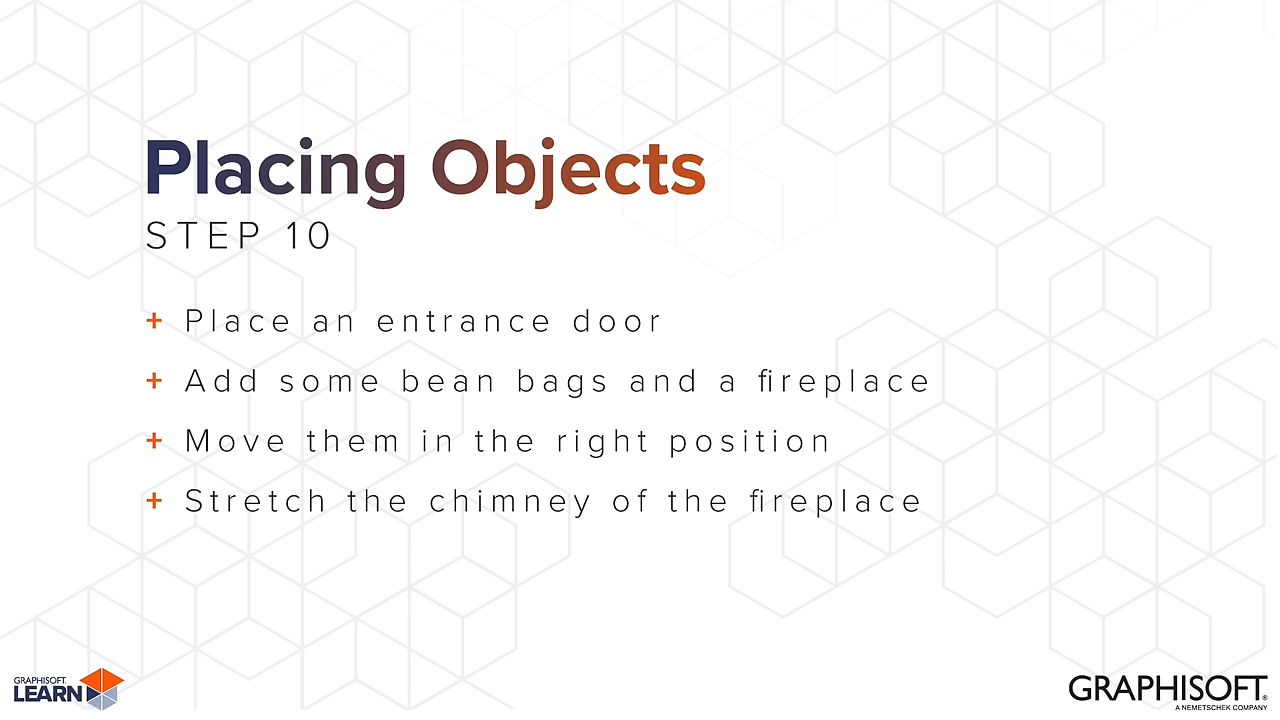 Placing Objects
STEP 10
+ Place an entrance door
+ Add some bean bags and a fireplace
+ Move them in the right position
+ Stretch the chimney of the fireplace
GRAPHISOFT.
LEARN
GRAPHISOFT®
A NEMETSCHEK COMPANY